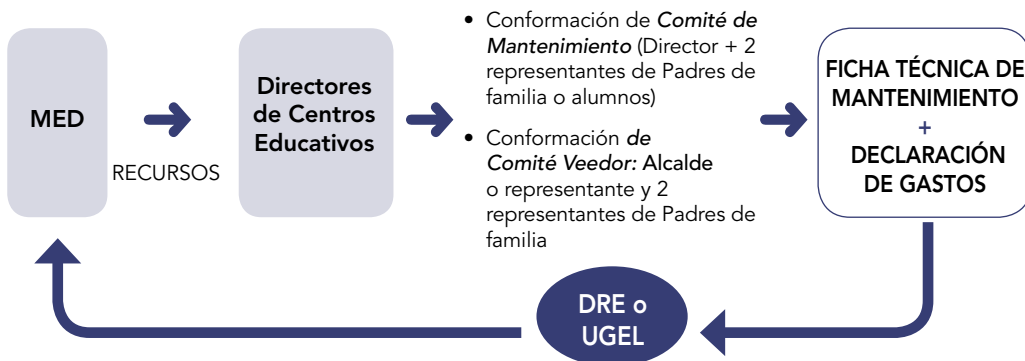 MED
RECURSOS
Directores
de Centros
Educativos
• Conformación de Comité de
Mantenimiento (Director + 2
representantes de Padres de
familia o alumnos)
• Conformación de
Comité Veedor: Alcalde
o representante y 2
representantes de Padres de
familia
FICHA TÉCNICA DE
MANTENIMIENTO
+
DECLARACIÓN
DE GASTOS
DRE o
UGEL